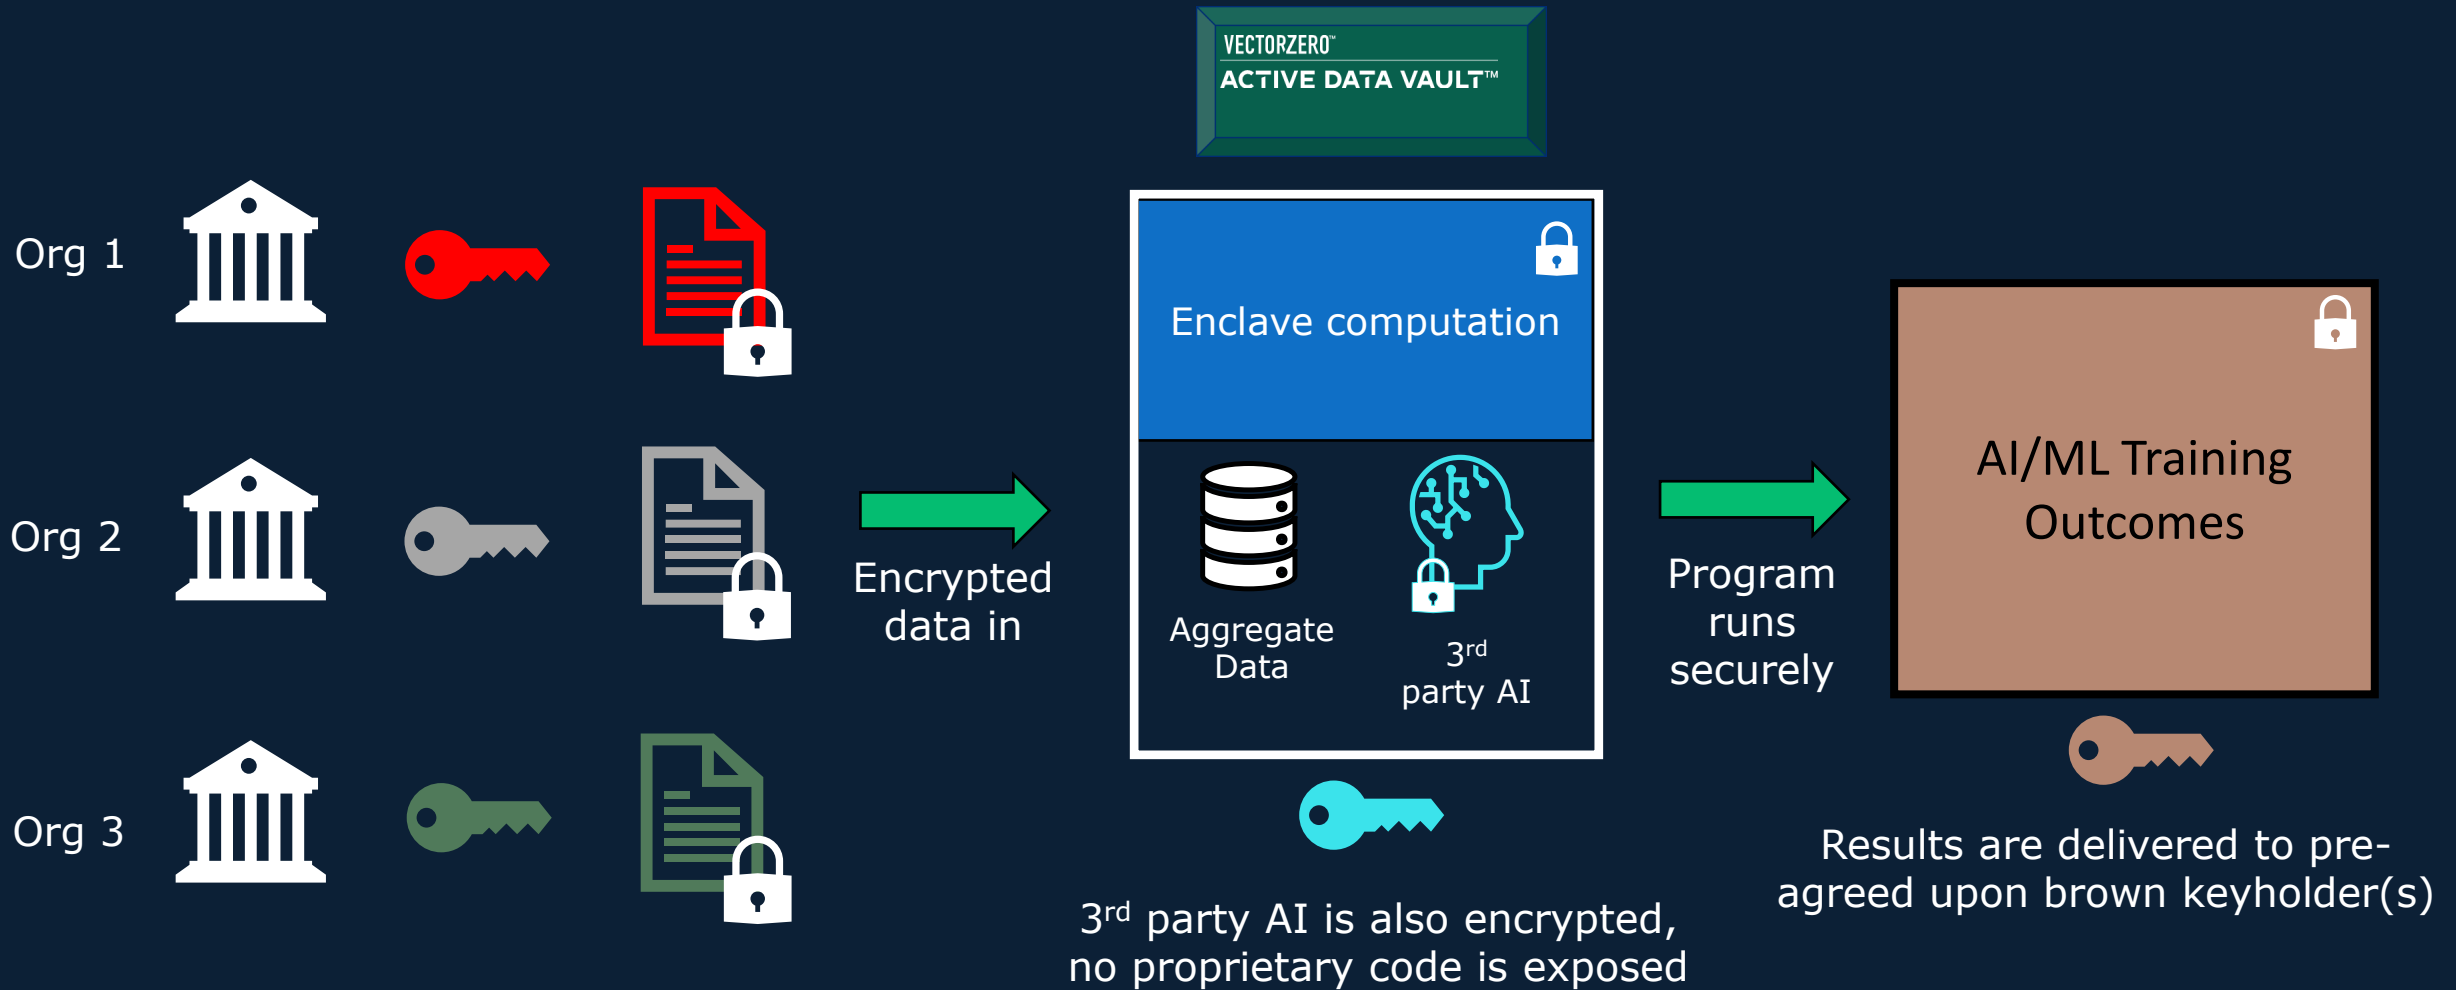 VECTORZERO™
ACTIVE DATA VAULT™
Org 1
Org 2
Org 3
Encrypted
data in
Enclave computation
Aggregate
Data
3rd
party AI
3rd party AI is also encrypted,
no proprietary code is exposed
Program
runs
securely
AI/ML Training
Outcomes
Results are delivered to pre-
agreed upon brown keyholder(s)